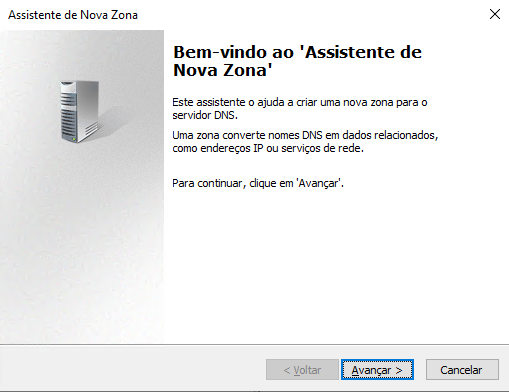 Assistente de Nova Zona
Bem-vindo ao 'Assistente de
Nova Zona'
Este assistente o ajuda a criar uma nova zona para o
servidor DNS.
Uma zona converte nomes DNS em dados relacionados,
como endereços IP ou serviços de rede.
Para continuar, clique em 'Avançar'.
< Voltar
Avançar >
Cancelar